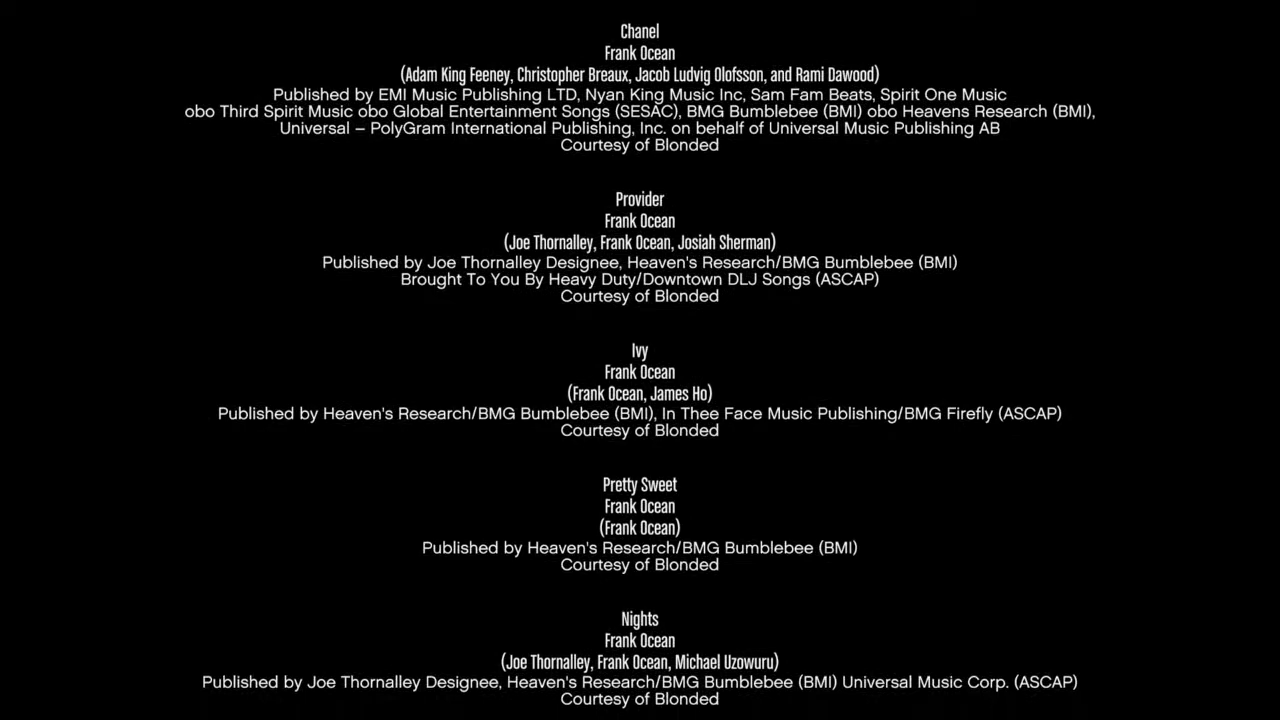 Chanel
Frank Ocean
(Adam King Feeney, Christopher Breaux, Jacob Ludvig Olofsson, and Rami Dawood)
Published by EMI Music Publishing LTD, Nyan King Music Inc, Sam Fam Beats, Spirit One Music
obo Third Spirit Music obo Global Entertainment Songs (SESAC), BMG Bumblebee (BMI) obo Heavens Research (BMI),
Universal – PolyGram International Publishing, Inc. on behalf of Universal Music Publishing AB
Courtesy of Blonded
Provider
Frank Ocean
(Joe Thornalley, Frank Ocean, Josiah Sherman)
Published by Joe Thornalley Designee, Heaven's Research/BMG Bumblebee (BMI)
Brought To You By Heavy Duty/Downtown DLJ Songs (ASCAP)
Courtesy of Blonded
Ivy
Frank Ocean
(Frank Ocean, James Ho)
Published by Heaven's Research/BMG Bumblebee (BMI), In Thee Face Music Publishing/BMG Firefly (ASCAP)
Courtesy of Blonded
Pretty Sweet
Frank Ocean
(Frank Ocean)
Published by Heaven's Research/BMG Bumblebee (BMI)
Courtesy of Blonded
Nights
Frank Ocean
(Joe Thornalley, Frank Ocean, Michael Uzowuru)
Published by Joe Thornalley Designee, Heaven's Research/BMG Bumblebee (BMI) Universal Music Corp. (ASCAP)
Courtesy of Blonded